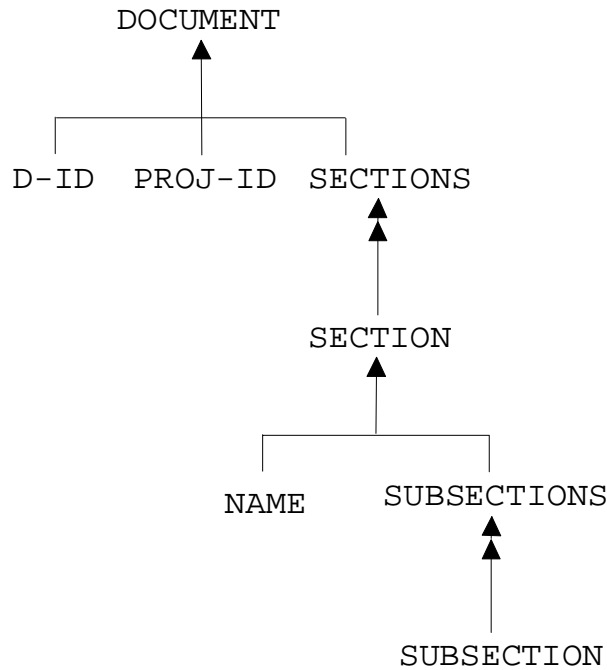 DOCUMENT
D-ID PROJ-ID SECTIONS
SECTION
NAME SUBSECTIONS
SUBSECTION